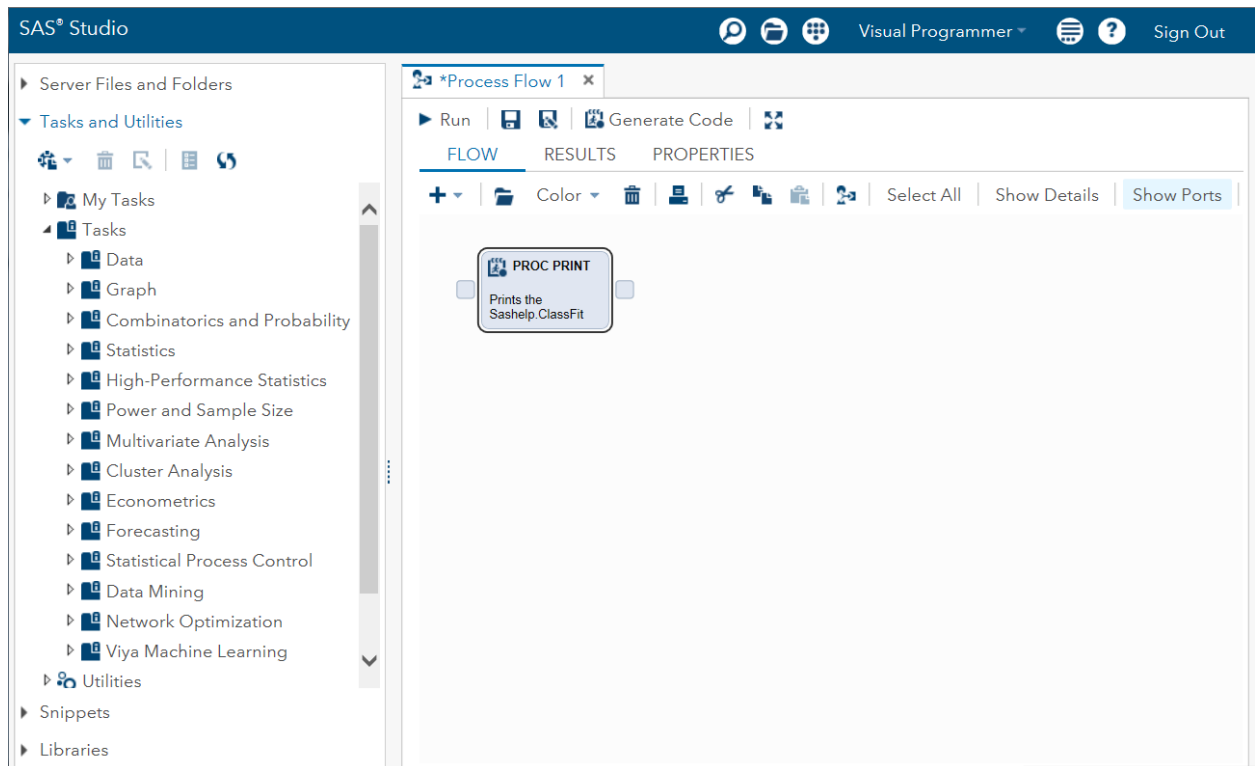 SAS® Studio
Visual Programmer
Sign Out
Server Files and Folders
Tasks and Utilities
My Tasks
Tasks
Data
Graph
Combinatorics and Probability
Statistics
High-Performance Statistics
Power and Sample Size
Multivariate Analysis
Cluster Analysis
Econometrics
Forecasting
Statistical Process Control
Data Mining
Network Optimization
Viya Machine Learning
Utilities
Snippets
Libraries
*Process Flow 1
Run
Generate Code
FLOW RESULTS PROPERTIES
Color Select All Show Details Show Ports
PROC PRINT
Prints the
Sashelp.ClassFit